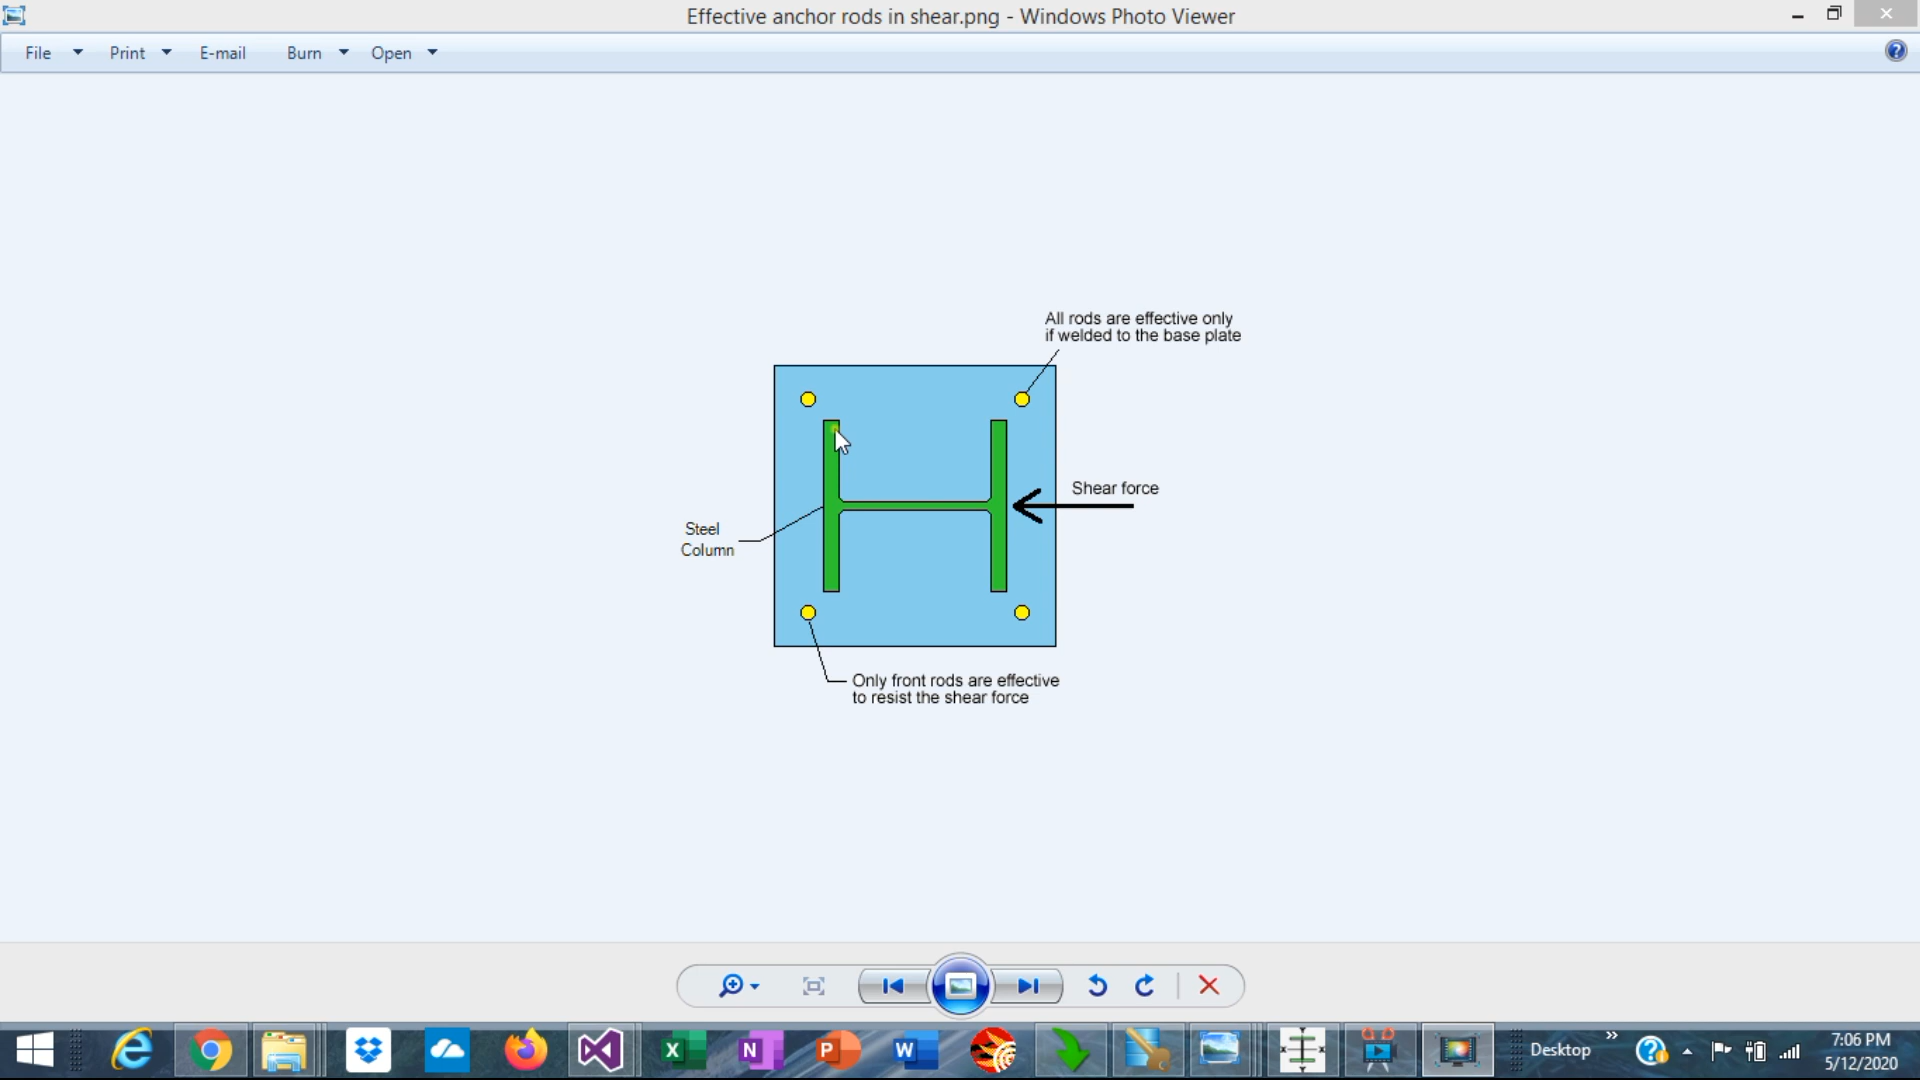 Effective anchor rods in shear.png - Windows Photo Viewer
File Print E-mail Burn Open
All rods are effective only
if welded to the base plate
Shear force
Steel
Column
Only front rods are effective
to resist the shear force
Desktop
7:06 PM
5/12/2020